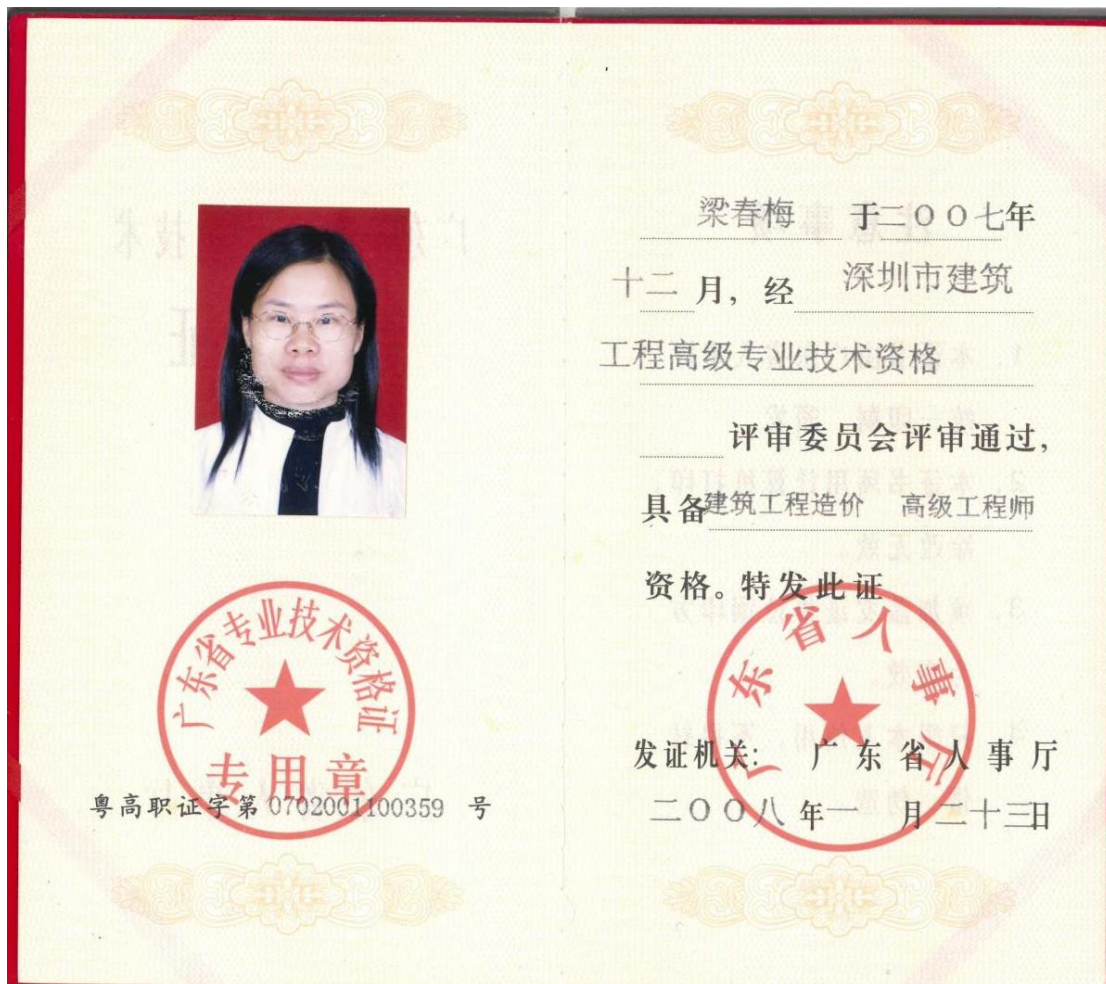 广东省专业技术资格证
专用章
粤高职证字第 0702001100359 号
梁春梅 于二〇〇七年
十二 月，经 深圳市建筑
工程高级专业技术资格
评审委员会评审通过，
具备建筑工程造价 高级工程师
资格。特发此证
广东省人事厅
发证机关： 广东省人事厅
二〇〇八 年一 月二十三日